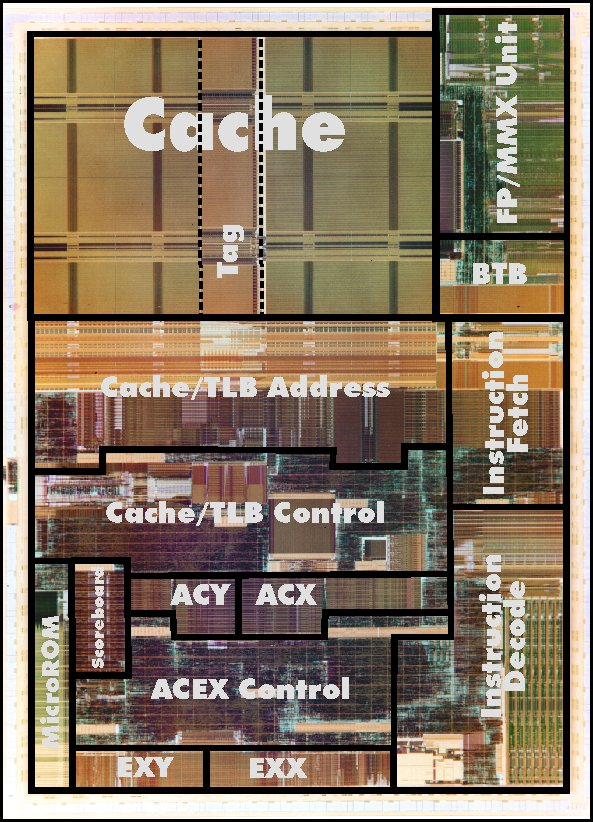 Cache
Tag
FP/MMX Unit
BTB
Cache/TLB Address
Instruction
Fetch
Cache/TLB Control
ACY
ACX
Scoreboard
MicroROM
Instruction
Decode
ACEX Control
EXY
EXX